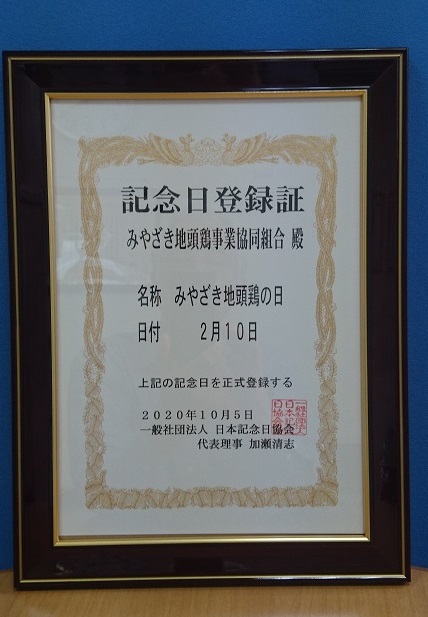 記念日登録証
みやざき地頭鶏事業協同組合 殿
名称 みやざき地頭鶏の日
日付 2月10日
上記の記念日を正式登録する
2020年10月5日
一般社団法人 日本記念日協会
代表理事 加瀬清志